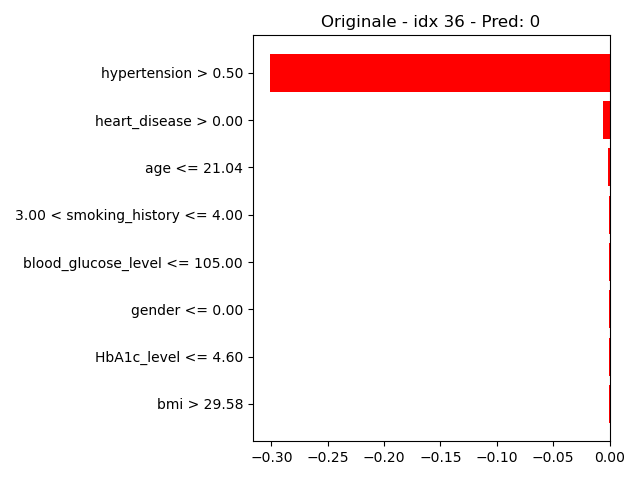 Originale - idx 36 - Pred: 0
hypertension > 0.50
heart_disease > 0.00
age <= 21.04
3.00 < smoking_history <= 4.00
blood_glucose_level <= 105.00
gender <= 0.00
HbA1c_level <= 4.60
bmi > 29.58
−0.30 −0.25 −0.20 −0.15 −0.10 −0.05 0.00